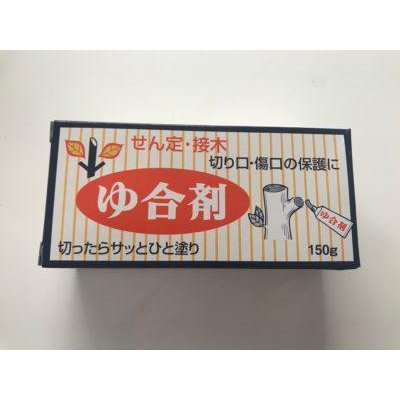 せん定・接木
切り口・傷口の保護に
ゆ合剤
ゆ合剤
切ったらサッとひと塗り
150g